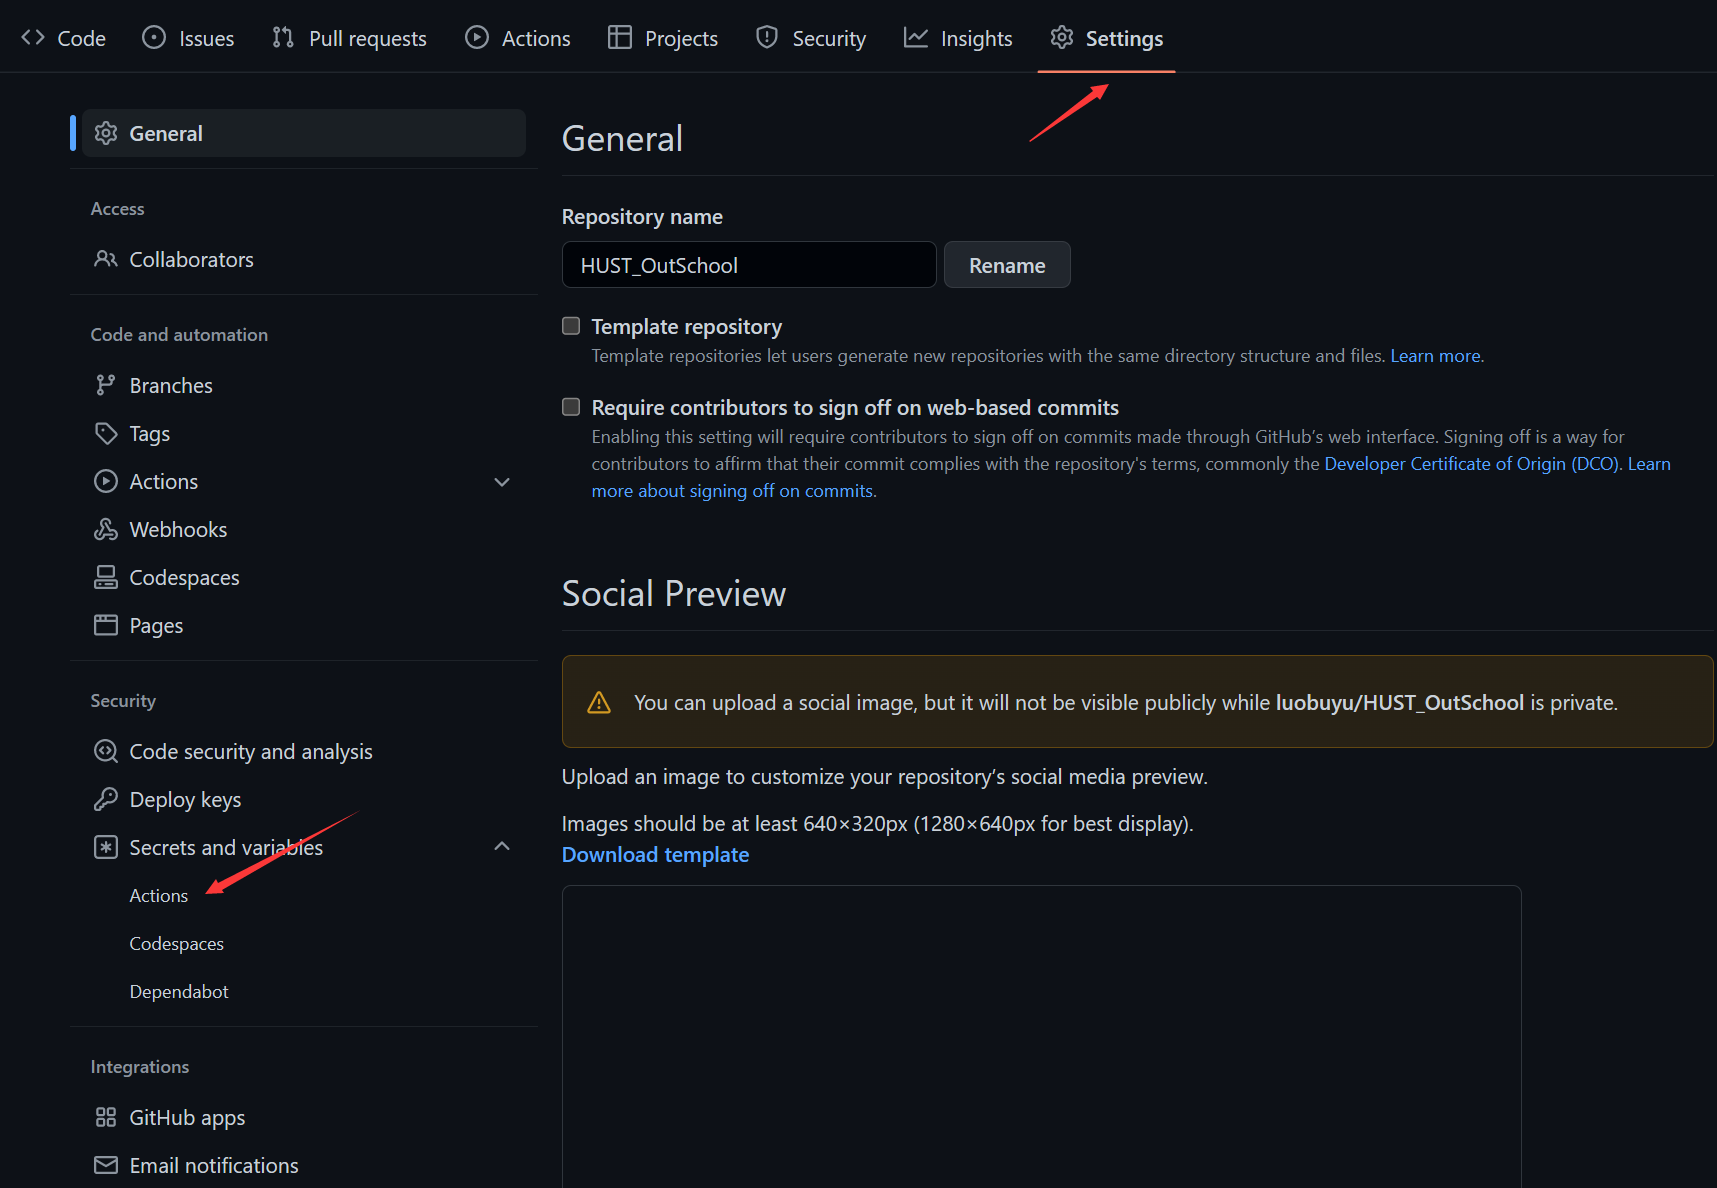 Code Issues Pull requests Actions Projects Security Insights Settings
General
Access
Collaborators
Code and automation
Branches
Tags
Actions
Webhooks
Codespaces
Pages
Security
Code security and analysis
Deploy keys
Secrets and variables
Actions
Codespaces
Dependabot
Integrations
GitHub apps
Email notifications
General
Repository name
HUST_OutSchool Rename
Template repository
Template repositories let users generate new repositories with the same directory structure and files. Learn more.
Require contributors to sign off on web-based commits
Enabling this setting will require contributors to sign off on commits made through GitHub's web interface. Signing off is a way for
contributors to affirm that their commit complies with the repository's terms, commonly the Developer Certificate of Origin (DCO). Learn
more about signing off on commits.
Social Preview
You can upload a social image, but it will not be visible publicly while luobuyu/HUST_OutSchool is private.
Upload an image to customize your repository's social media preview.
Images should be at least 640×320px (1280×640px for best display).
Download template